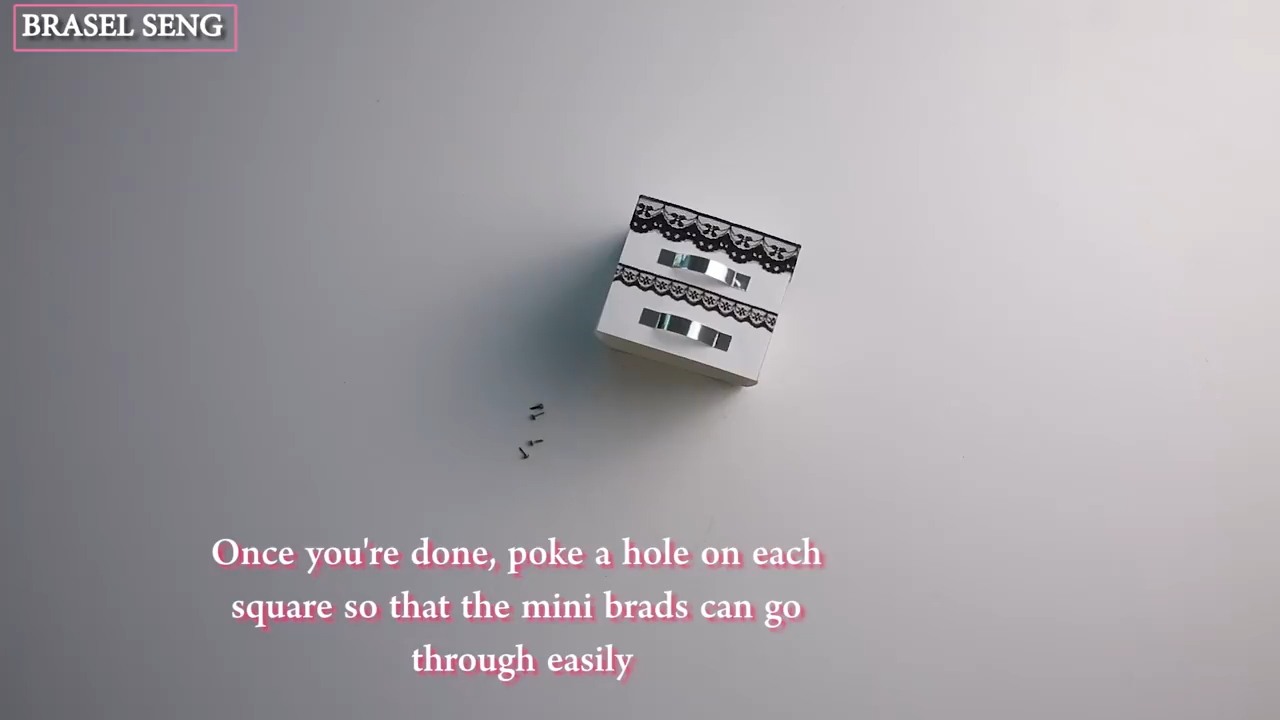 BRASEL SENG
Once you're done, poke a hole on each
square so that the mini brads can go
through easily